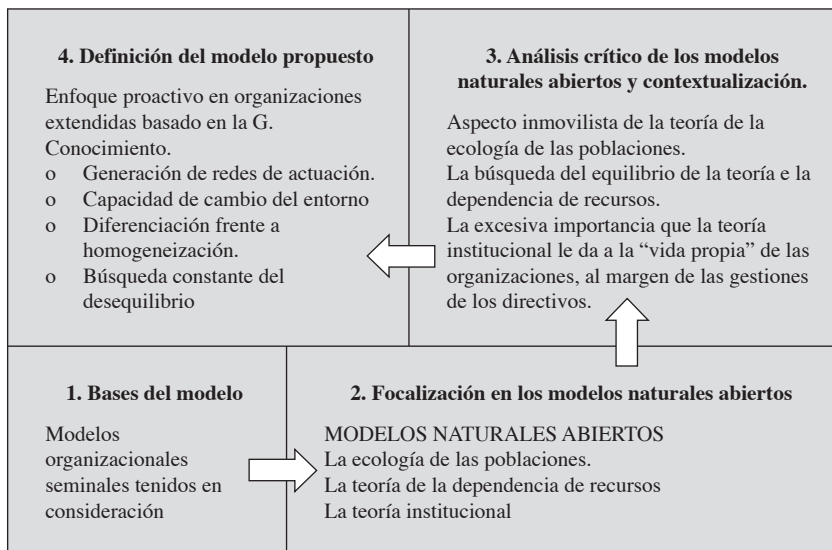 4. Definición del modelo propuesto
Enfoque proactivo en organizaciones
extendidas basado en la G.
Conocimiento.
o Generación de redes de actuación.
o Capacidad de cambio del entorno
o Diferenciación frente a
homogeneización.
o Búsqueda constante del
desequilibrio
3. Análisis crítico de los modelos
naturales abiertos y contextualización.
Aspecto inmovilista de la teoría de la
ecología de las poblaciones.
La búsqueda del equilibrio de la teoría e la
dependencia de recursos.
La excesiva importancia que la teoría
institucional le da a la “vida propia” de las
organizaciones, al margen de las gestiones
de los directivos.
1. Bases del modelo
Modelos
organizacionales
seminales tenidos en
consideración
2. Focalización en los modelos naturales abiertos
MODELOS NATURALES ABIERTOS
La ecología de las poblaciones.
La teoría de la dependencia de recursos
La teoría institucional